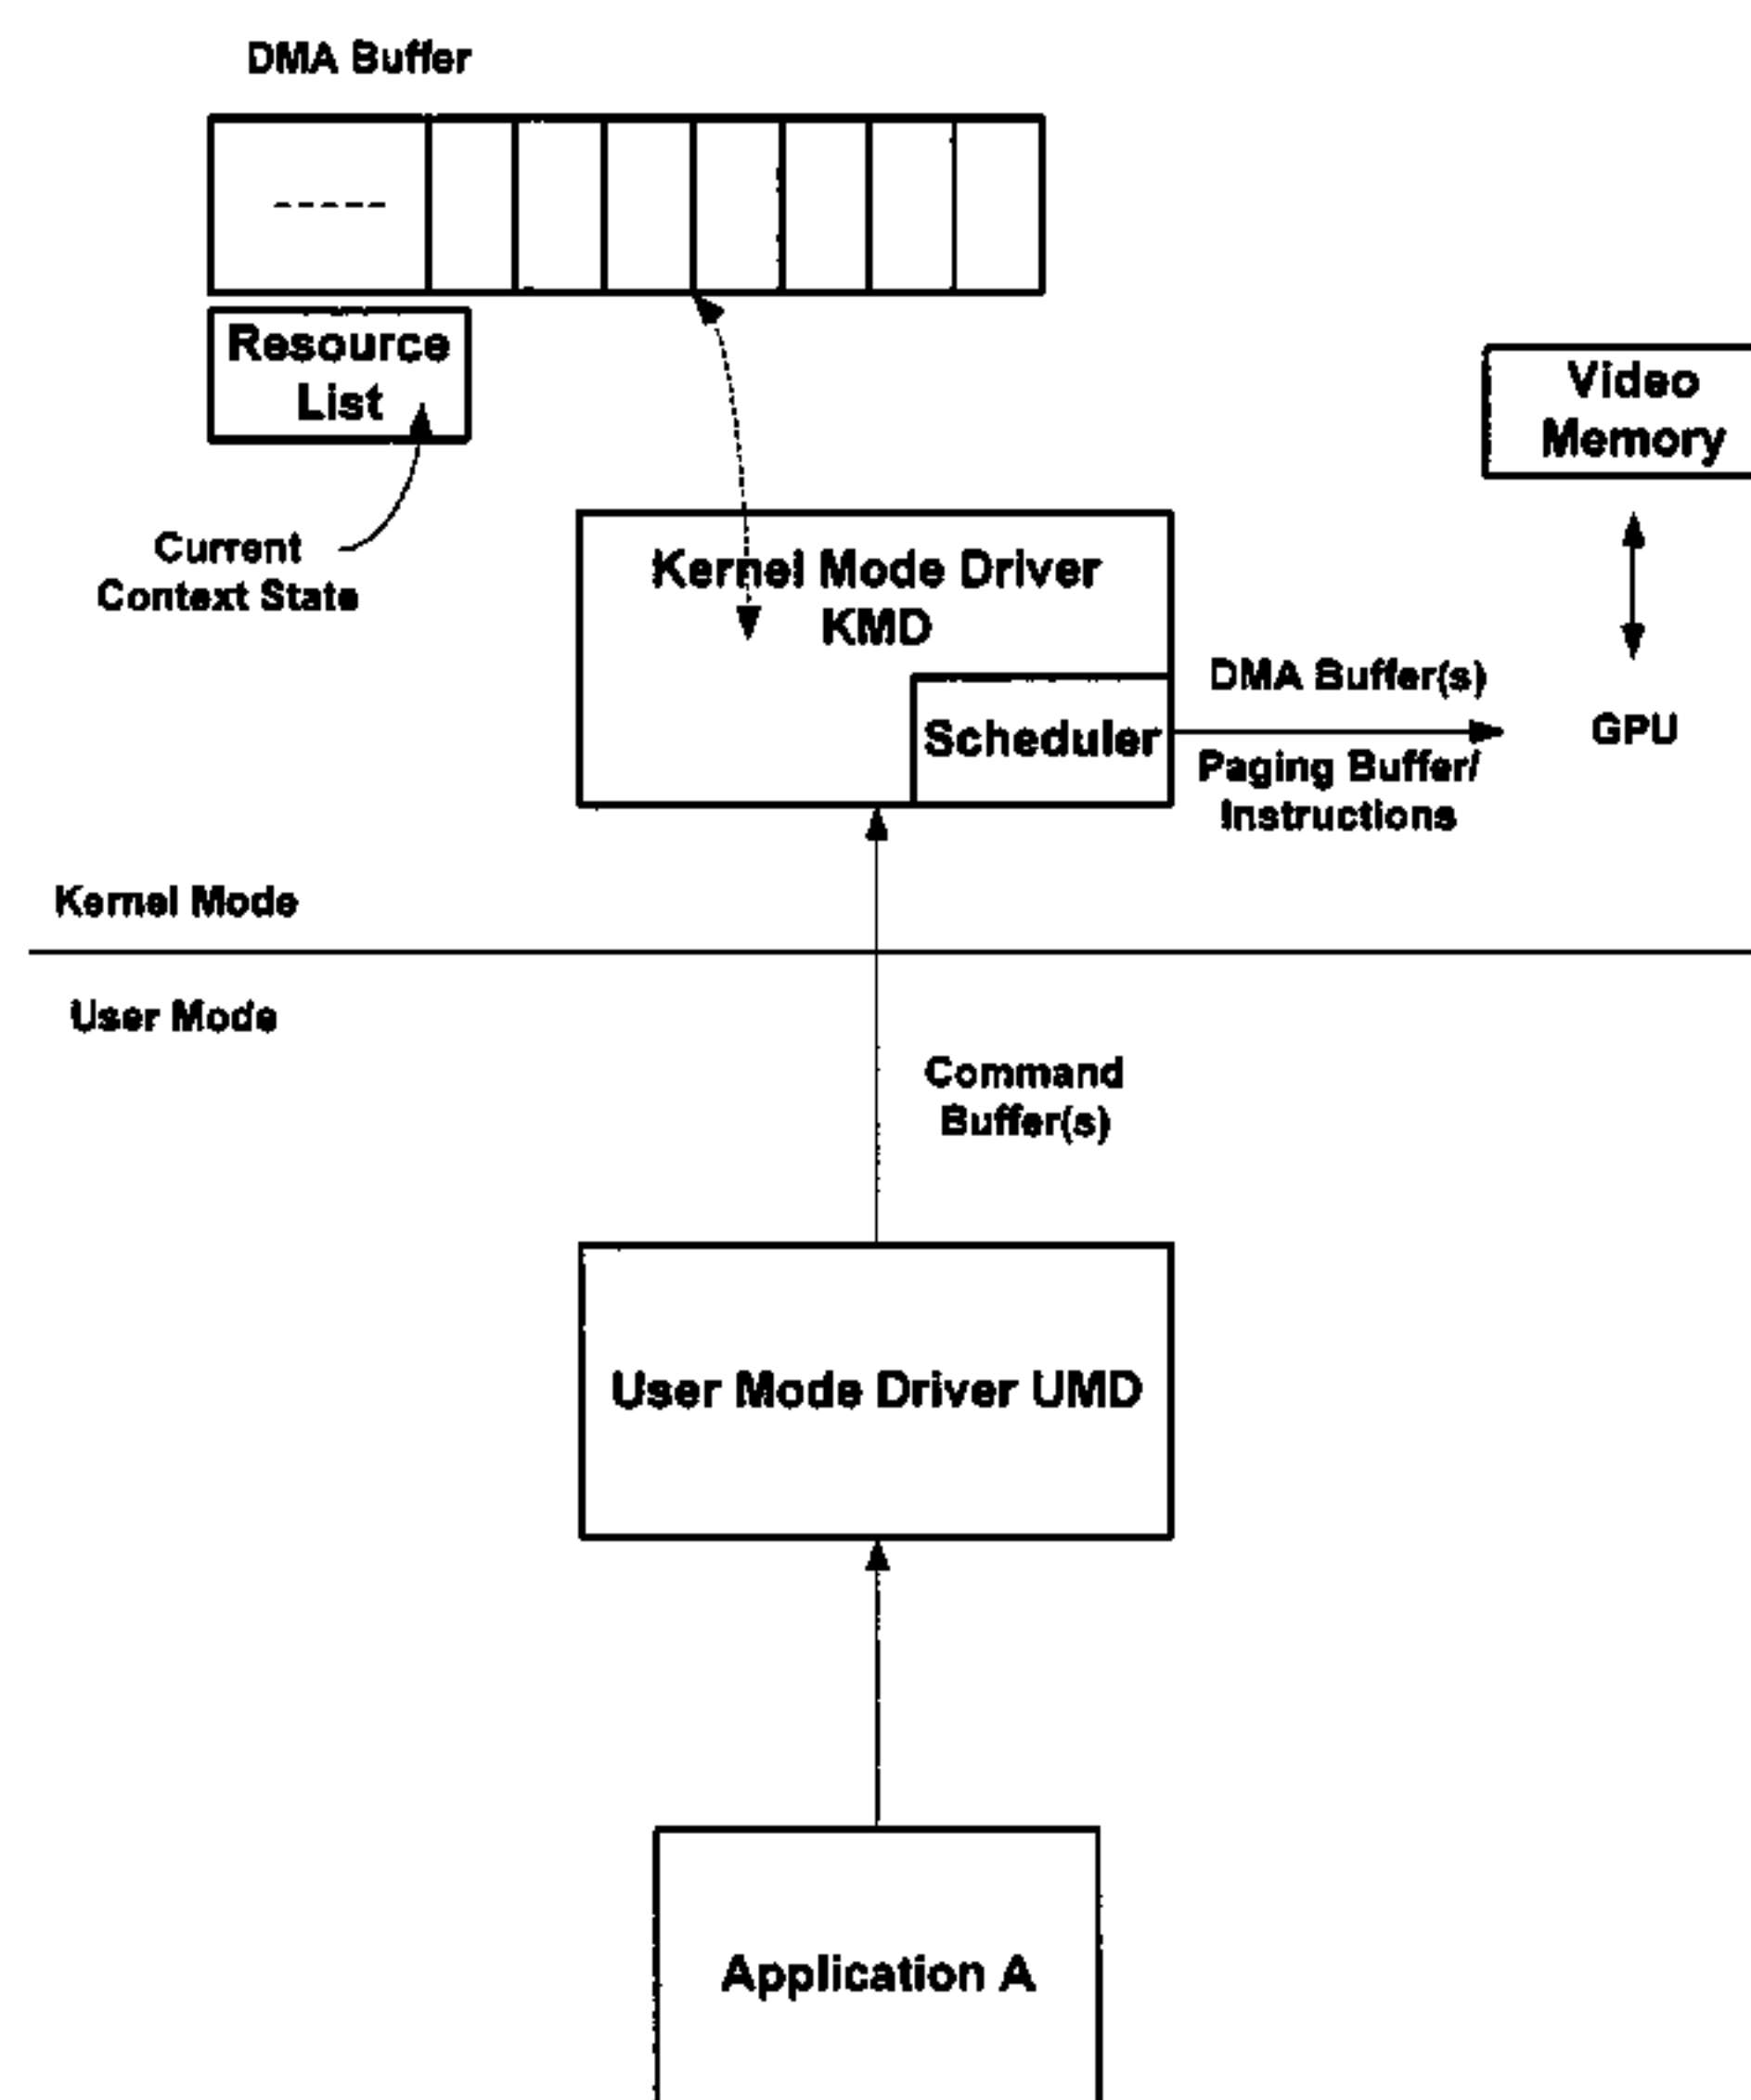 DMA Buffer
Resource
List
Current
Context State
Video
Memory
Kernel Mode Driver
KMD
Scheduler
DMA Buffer(s)
Paging Buffer/
Instructions
GPU
Kernel Mode
User Mode
Command
Buffer(s)
User Mode Driver UMD
Application A